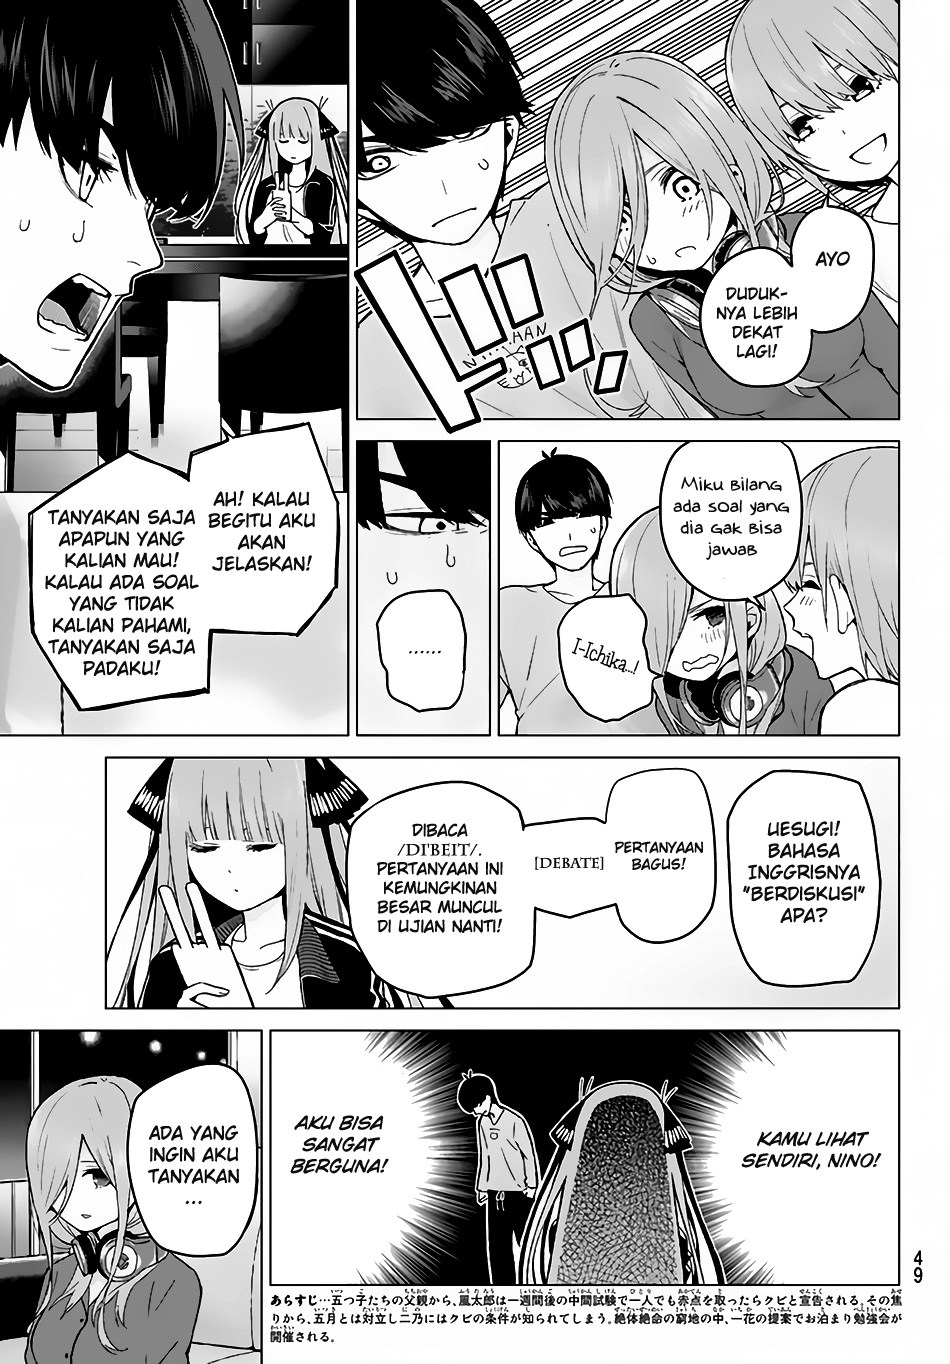 AYO
DUDUK-
NYA LEBIH
DEKAT
LAGI!
ドドッ
AH! KALAU
BEGITU AKU
AKAN
JELASKAN!
TANYAKAN SAJA
APAPUN YANG
KALIAN MAU!
KALAU ADA SOAL
YANG TIDAK
KALIAN PAHAMI,
TANYAKAN SAJA
PADAKU!
Miku bilang
ada soal yang
dia gak bisa
jawab
I-Ichika...!
......
UESUGI!
BAHASA
INGGRISNYA
"BERDISKUSI"
APA?
PERTANYAAN
BAGUS!
[DEBATE]
DIBACA
/DI'BEIT/.
PERTANYAAN INI
KEMUNGKINAN
BESAR MUNCUL
DI UJIAN NANTI!
KAMU LIHAT
SENDIRI, NINO!
AKU BISA
SANGAT
BERGUNA!
ADA YANG
INGIN AKU
TANYAKAN
...
あらすじ…五つ子たちの父親から、風太郎は一週間後の中間試験で一人でも赤点を取ったらクビと宣告される。その焦
りから、五月とは対立し二乃にはクビの条件が知られてしまう。絶体絶命の窮地の中、一花の提案でお泊まり勉強会が
開催される。
49